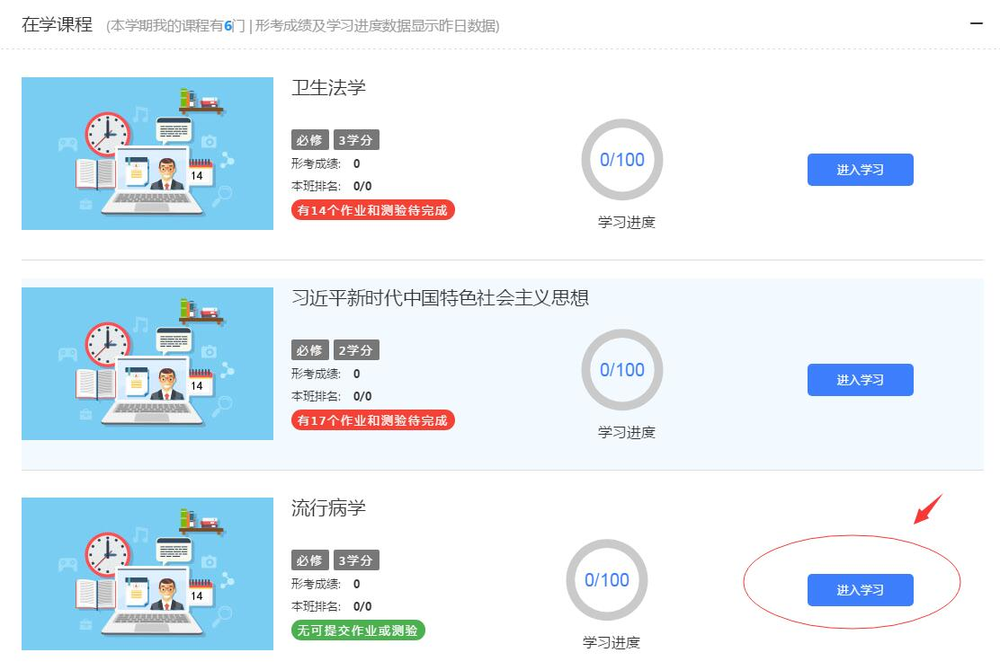 在学课程 (本学期我的课程有6门 | 形考成绩及学习进度数据显示昨日数据)
卫生法学
必修 3学分
形考成绩: 0
本班排名: 0/0
有14个作业和测验待完成
0/100
学习进度
进入学习
14
习近平新时代中国特色社会主义思想
必修 2学分
形考成绩: 0
本班排名: 0/0
有17个作业和测验待完成
0/100
学习进度
进入学习
14
流行病学
必修 3学分
形考成绩: 0
本班排名: 0/0
无可提交作业或测验
0/100
学习进度
进入学习
14